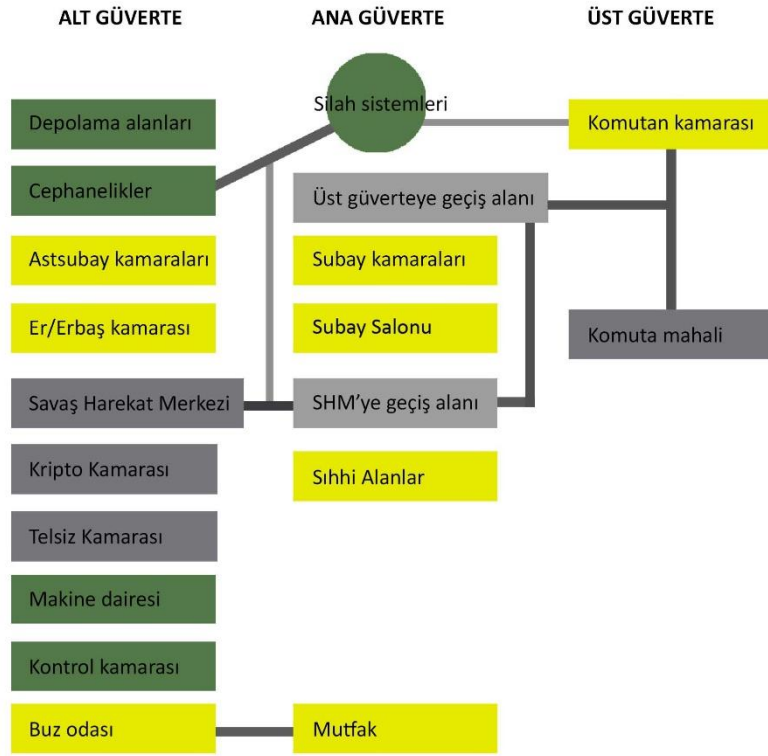 ALT GÜVERTE
ANA GÜVERTE
ÜST GÜVERTE
Silah sistemleri
Depolama alanları
Komutan kamarası
Cephanelikler
Üst güverteye geçiş alanı
Astsubay kamaraları
Subay kamaraları
Er/Erbaş kamarası
Subay Salonu
Komuta mahali
Savaş Harekat Merkezi
SHM'ye geçiş alanı
Kripto Kamarası
Sıhhi Alanlar
Telsiz Kamarası
Makine dairesi
Kontrol kamarası
Buz odası
Mutfak